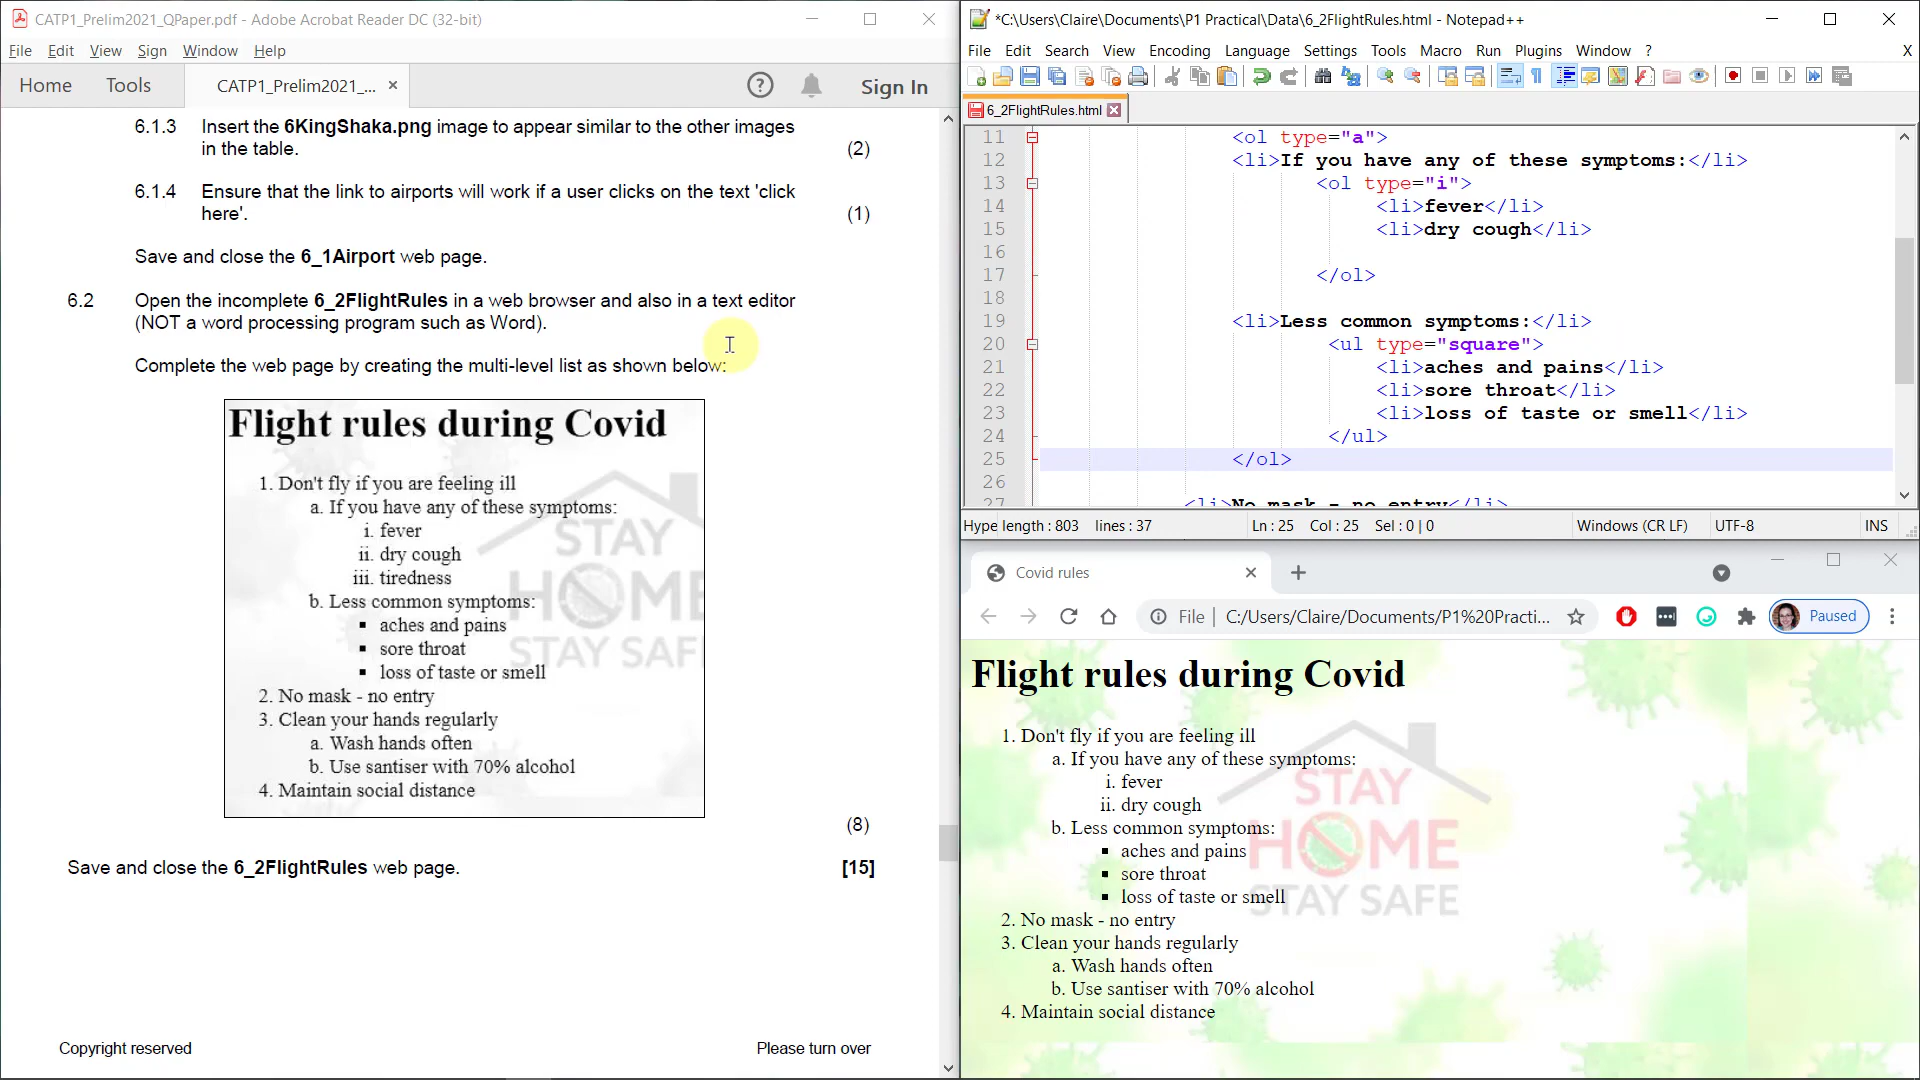 CATP1_Prelim2021_QPaper.pdf - Adobe Acrobat Reader DC (32-bit)
File Edit View Sign Window Help
Home Tools CATP1_Prelim2021_... × Sign In
6.1.3 Insert the 6KingShaka.png image to appear similar to the other images
in the table. (2)
6.1.4 Ensure that the link to airports will work if a user clicks on the text 'click
here'. (1)
Save and close the 6_1Airport web page.
6.2 Open the incomplete 6_2FlightRules in a web browser and also in a text editor
(NOT a word processing program such as Word).
Complete the web page by creating the multi-level list as shown below:
Flight rules during Covid
1. Don't fly if you are feeling ill
a. If you have any of these symptoms:
i. fever
ii. dry cough
iii. tiredness
b. Less common symptoms:
▪ aches and pains
▪ sore throat
▪ loss of taste or smell
2. No mask - no entry
3. Clean your hands regularly
a. Wash hands often
b. Use santiser with 70% alcohol
4. Maintain social distance
STAY
HOME
STAY SAFE
(8)
Save and close the 6_2FlightRules web page. [15]
Copyright reserved Please turn over
*C:\Users\Claire\Documents\P1 Practical\Data\6_2FlightRules.html - Notepad++
File Edit Search View Encoding Language Settings Tools Macro Run Plugins Window ? X
6_2FlightRules.html
11 <ol type="a">
12 <li>If you have any of these symptoms:</li>
13 <ol type="i">
14 <li>fever</li>
15 <li>dry cough</li>
16
17 </ol>
18
19 <li>Less common symptoms:</li>
20 <ul type="square">
21 <li>aches and pains</li>
22 <li>sore throat</li>
23 <li>loss of taste or smell</li>
24 </ul>
25 </ol>
26
27 <li>No mask - no entry</li>
Hype length : 803 lines : 37 Ln : 25 Col : 25 Sel : 0 | 0 Windows (CR LF) UTF-8 INS
Covid rules
File | C:/Users/Claire/Documents/P1%20Practi... Paused
Flight rules during Covid
1. Don't fly if you are feeling ill
a. If you have any of these symptoms:
i. fever
ii. dry cough
b. Less common symptoms:
▪ aches and pains
▪ sore throat
▪ loss of taste or smell
2. No mask - no entry
3. Clean your hands regularly
a. Wash hands often
b. Use santiser with 70% alcohol
4. Maintain social distance
STAY
HOME
STAY SAFE